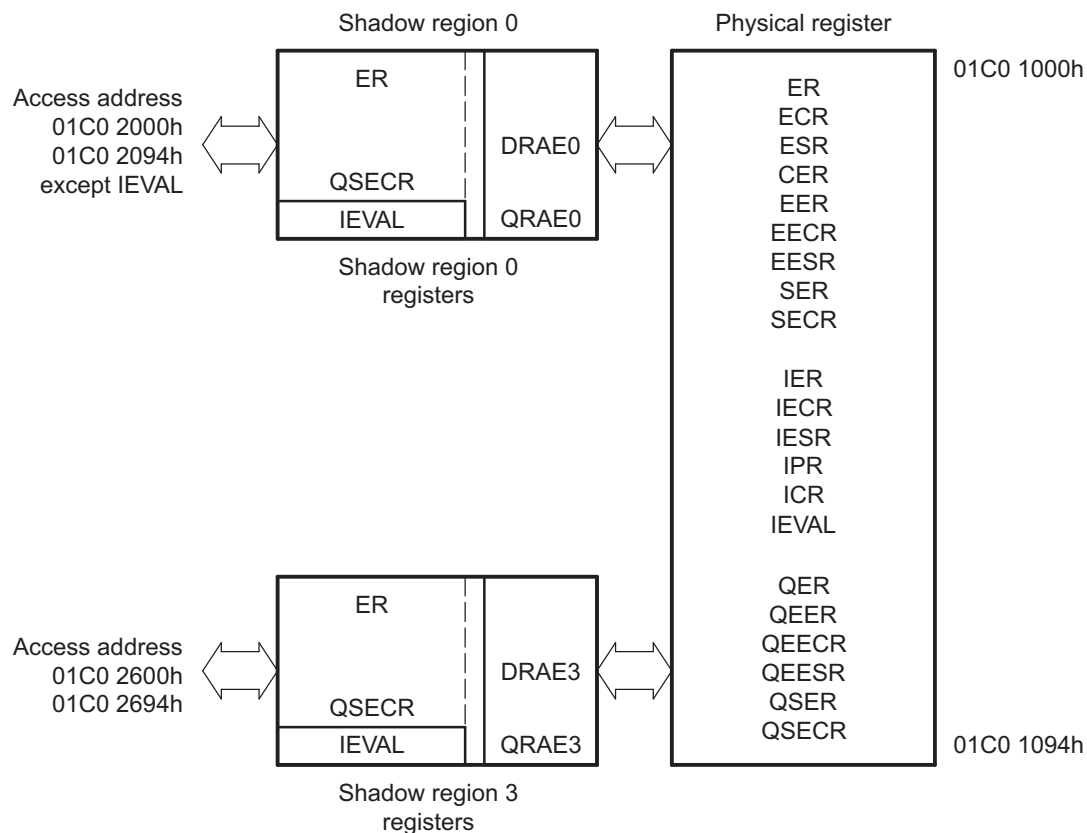 Shadow region 0
Access address
01C0 2000h
01C0 2094h
except IEVAL
ER
QSECR
IEVAL
DRAE0
QRAE0
Shadow region 0
registers
Physical register
01C0 1000h
ER
ECR
ESR
CER
EER
EECR
EESR
SER
SECR
IER
IECR
IESR
IPR
ICR
IEVAL
QER
QEER
QEECR
QEESR
QSER
QSECR
01C0 1094h
Access address
01C0 2600h
01C0 2694h
ER
QSECR
IEVAL
DRAE3
QRAE3
Shadow region 3
registers